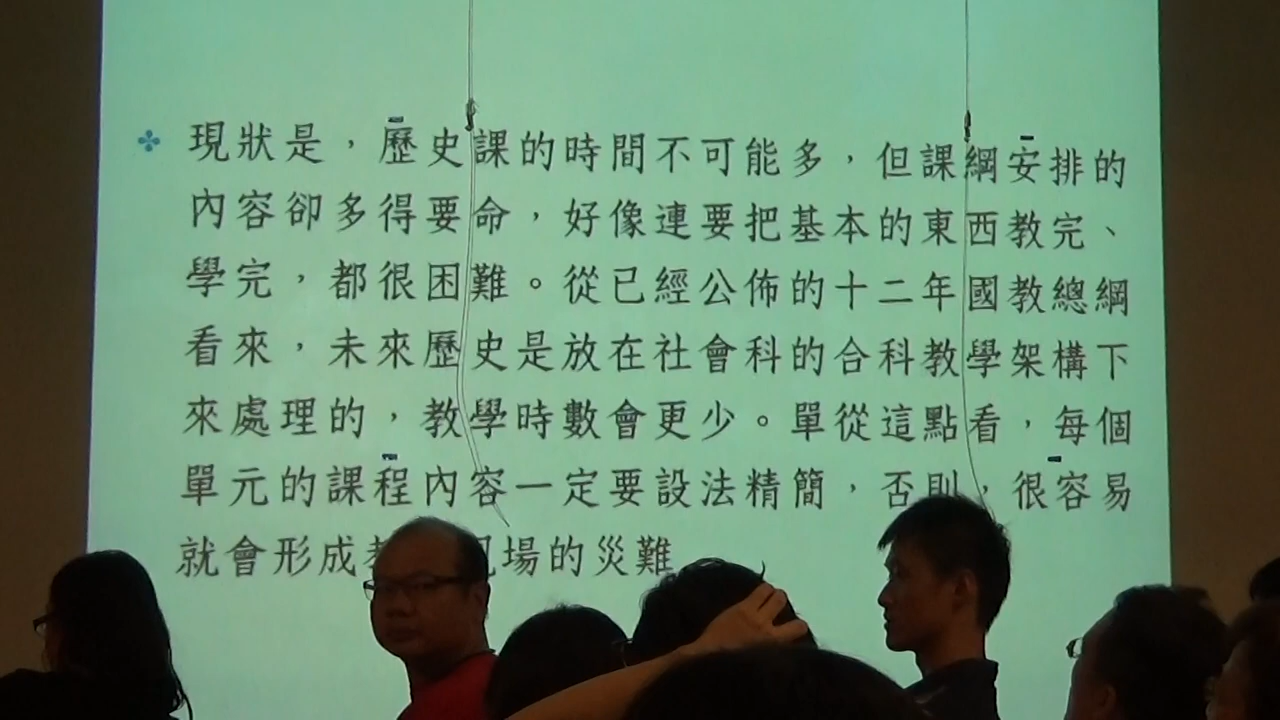 現狀是，歷史課的時間不可能多，但課綱安排的
內容卻多得要命，好像連要把基本的東西教完、
學完，都很困難。從已經公佈的十二年國教總綱
看來，未來歷史是放在社會科的合科教學架構下
來處理的，教學時數會更少。單從這點看，每個
單元的課程內容一定要設法精簡，否則，很容易
就會形成 場的災難